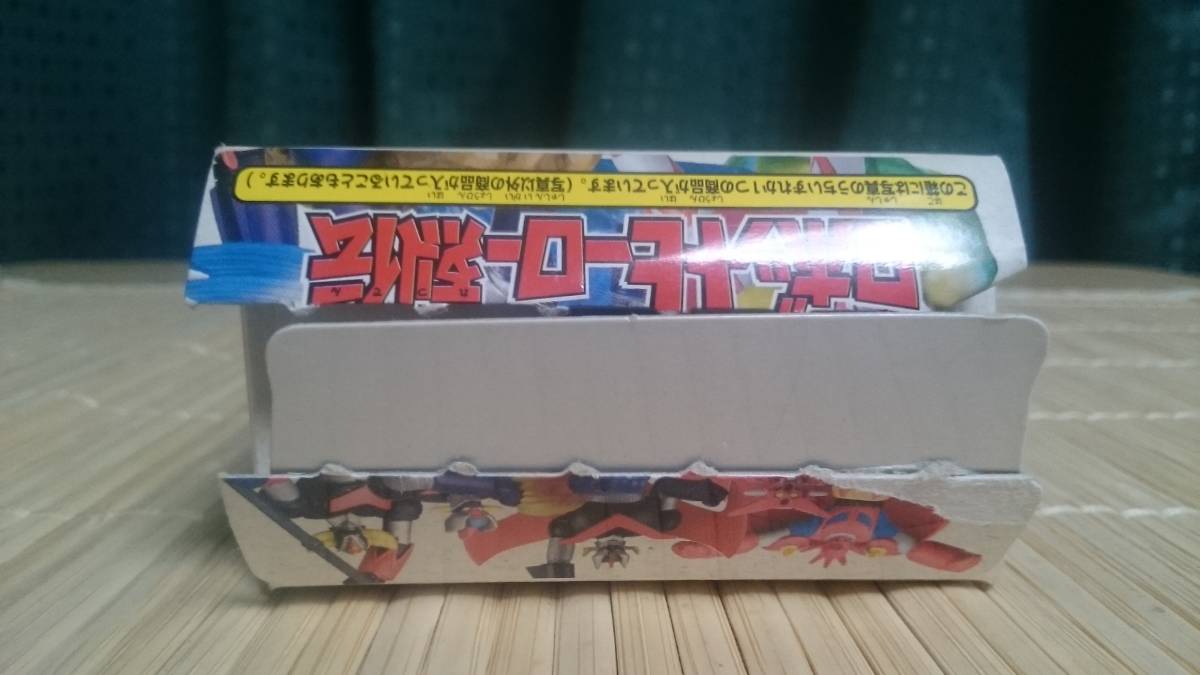 この箱には写真のうちいずれか1つの商品が入っています。(写真以外の商品が入っていることもあります。)
ロボットヒーロー烈伝